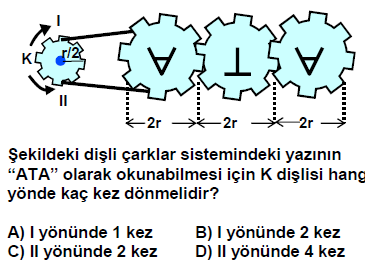 I
r/2
K
II
∀ ⊥ ∀
2r 2r 2r
Şekildeki dişli çarklar sistemindeki yazının
“ATA” olarak okunabilmesi için K dişlisi hang
yönde kaç kez dönmelidir?
A) I yönünde 1 kez B) I yönünde 2 kez
C) II yönünde 2 kez D) II yönünde 4 kez